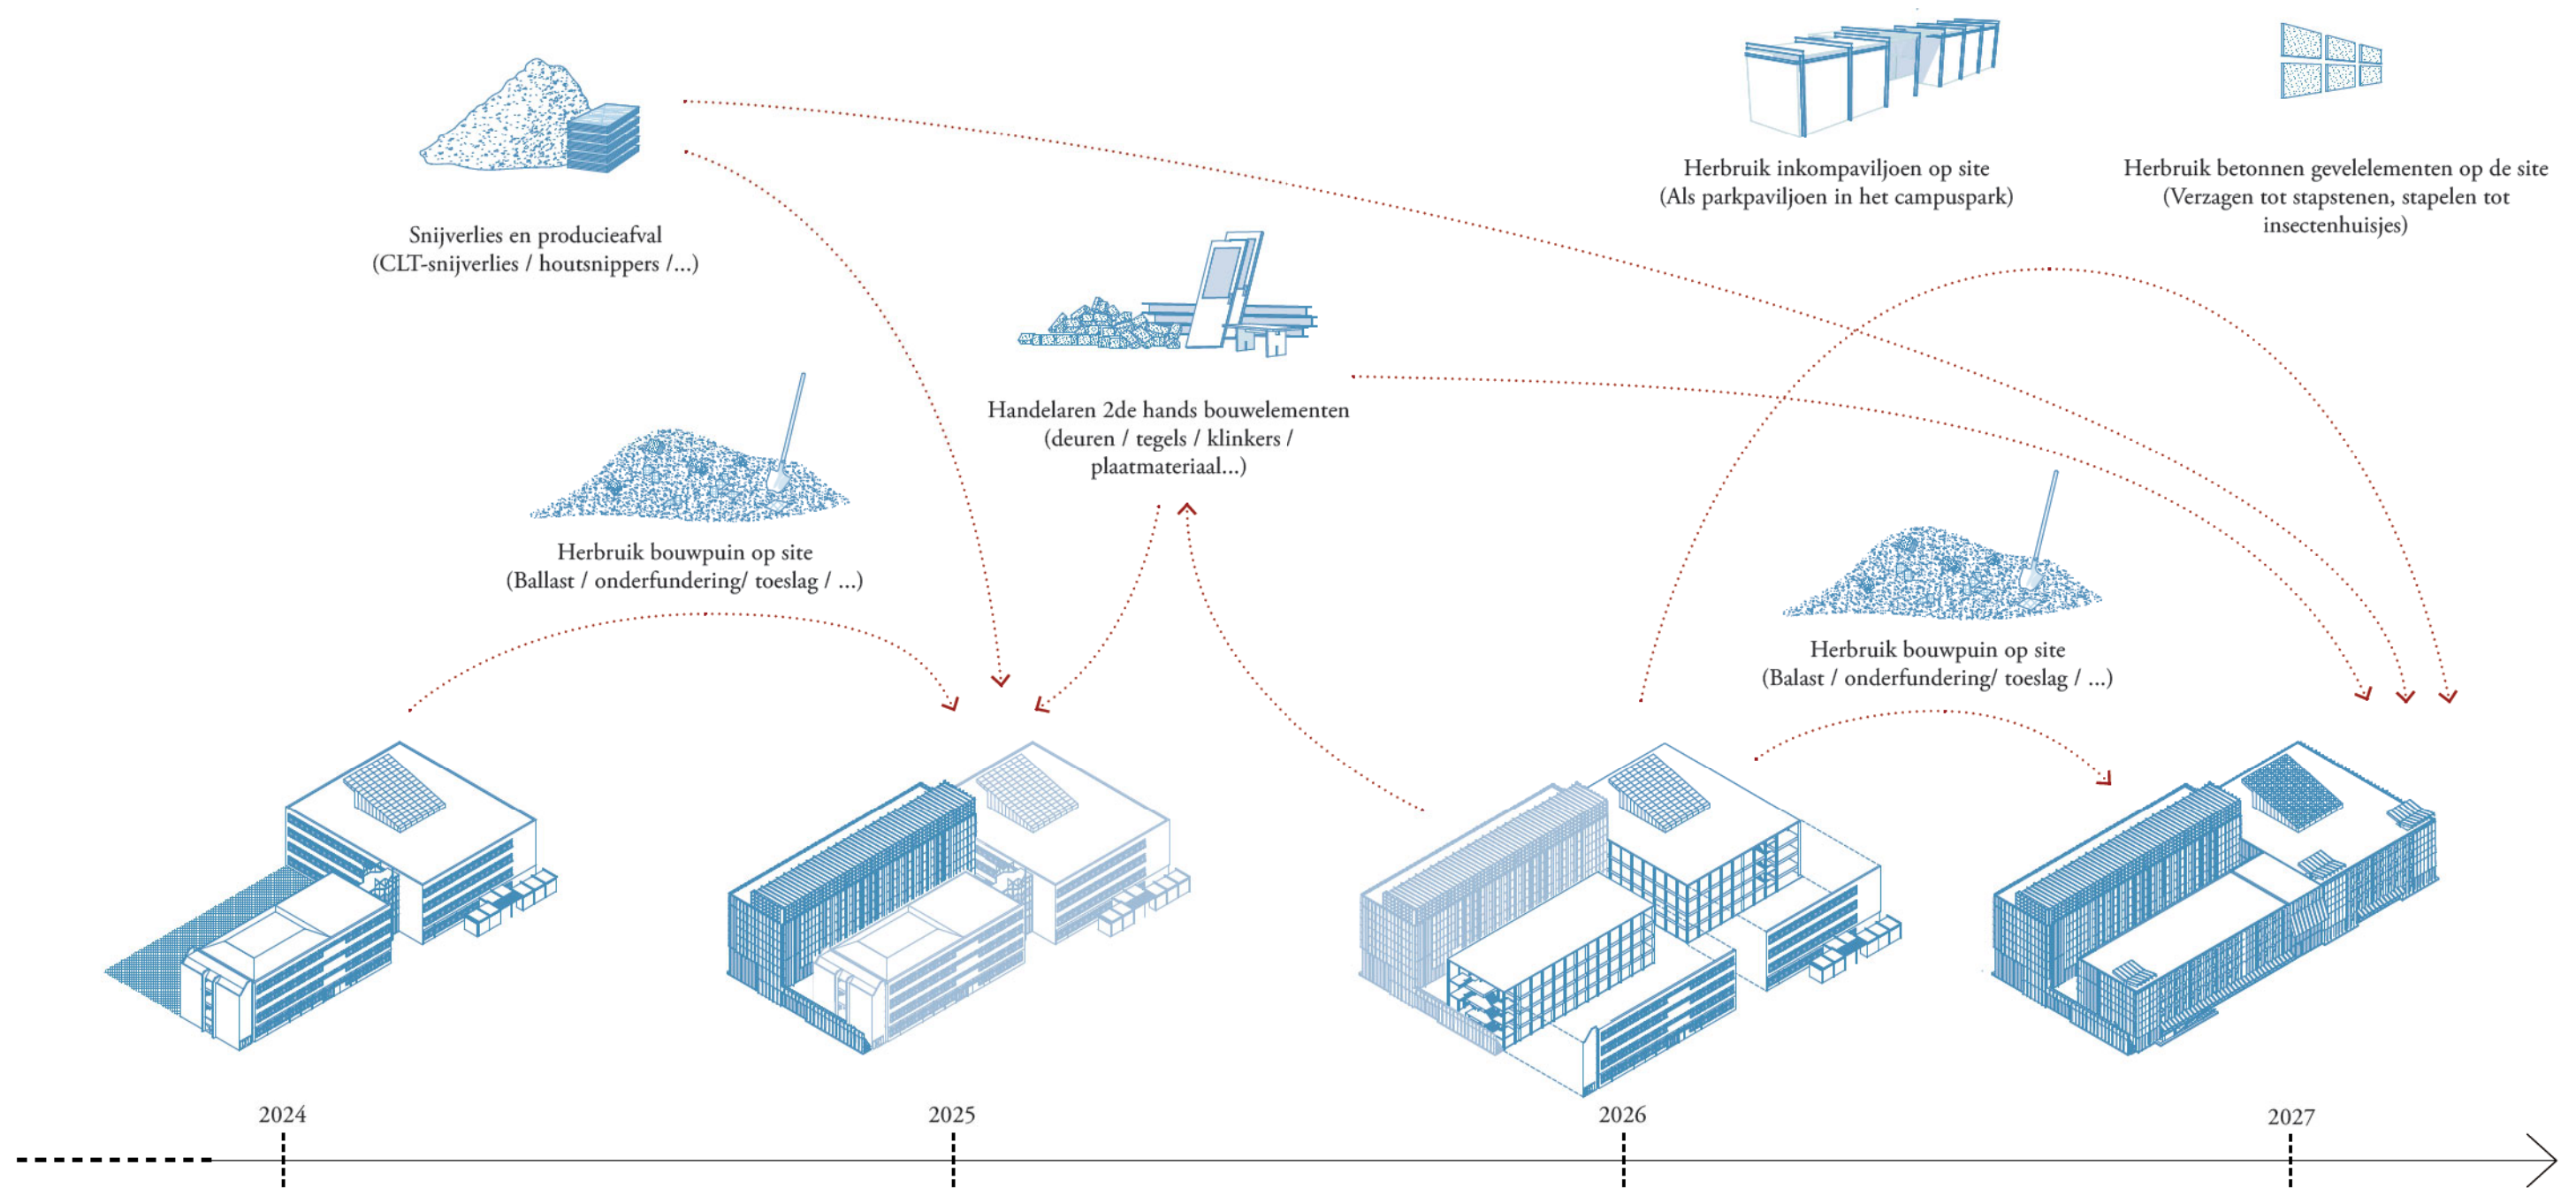 Herbruik inkompaviljoen op site
(Als parkpaviljoen in het campuspark)
Herbruik betonnen gevelelementen op de site
(Verzagen tot stapstenen, stapelen tot
insectenhuisjes)
Snijverlies en producieafval
(CLT-snijverlies / houtsnippers /...)
Handelaren 2de hands bouwelementen
(deuren / tegels / klinkers /
plaatmateriaal...)
Herbruik bouwpuin op site
(Ballast / onderfundering/ toeslag / ...)
Herbruik bouwpuin op site
(Balast / onderfundering/ toeslag / ...)
2024
2025
2026
2027